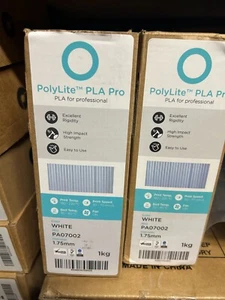 PolyLite™ PLA Pro
PLA for professional
Excellent
Rigidity
High Impact
Strength
Easy to Use
WHITE
PA07002
1.75mm
1kg
PolyLite™ PLA Pro
PLA for professional
Excellent
Rigidity
High Impact
Strength
Easy to Use
WHITE
PA07002
1.75mm
1kg
MADE IN CHINA